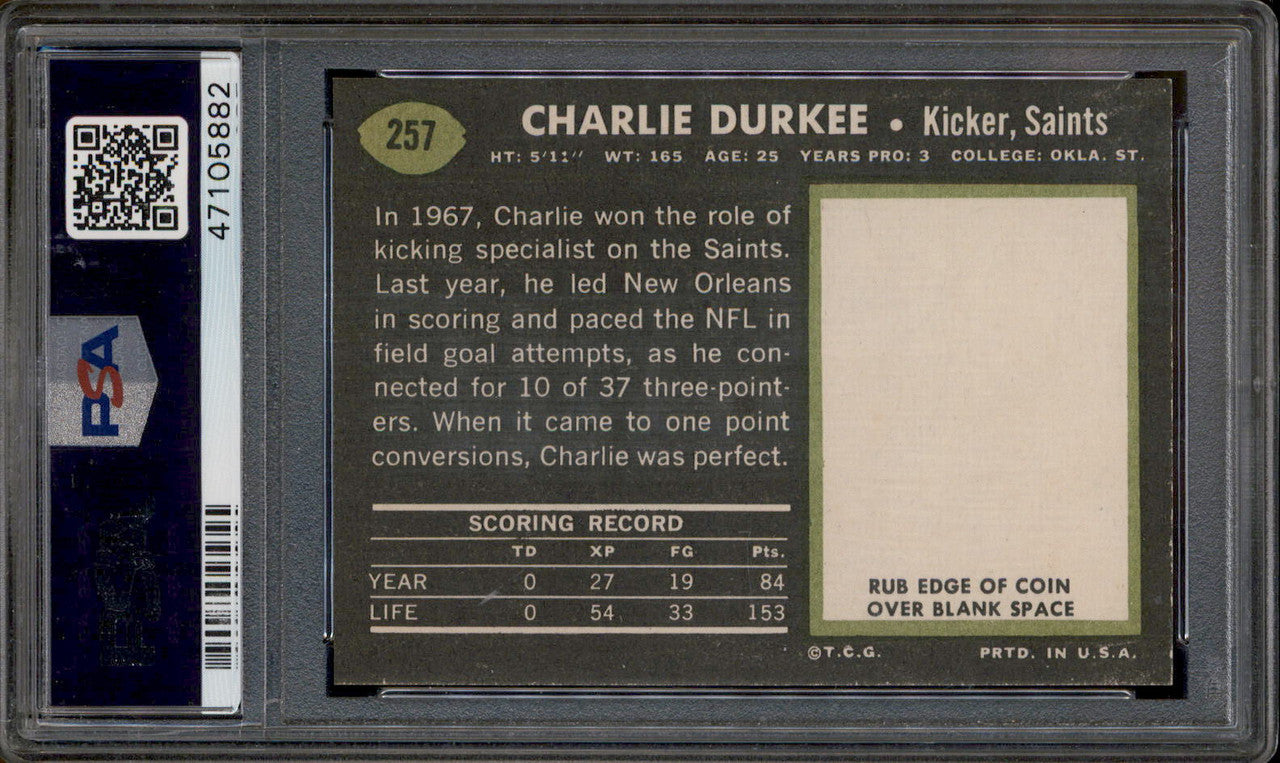 47105882
PSA
257
CHARLIE DURKEE • Kicker, Saints
HT: 5'11" WT: 165 AGE: 25 YEARS PRO: 3 COLLEGE: OKLA. ST.
In 1967, Charlie won the role of
kicking specialist on the Saints.
Last year, he led New Orleans
in scoring and paced the NFL in
field goal attempts, as he con-
nected for 10 of 37 three-point-
ers. When it came to one point
conversions, Charlie was perfect.
SCORING RECORD
TD XP FG Pts.
YEAR 0 27 19 84
LIFE 0 54 33 153
RUB EDGE OF COIN
OVER BLANK SPACE
©T.C.G. PRTD. IN U.S.A.